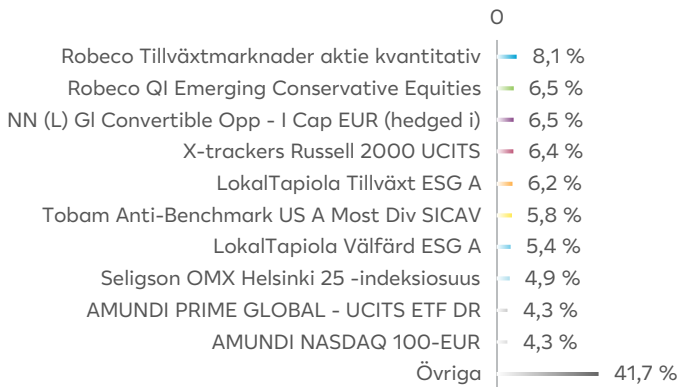 0
Robeco Tillväxtmarknader aktie kvantitativ 8,1 %
Robeco QI Emerging Conservative Equities 6,5 %
NN (L) Gl Convertible Opp - I Cap EUR (hedged i) 6,5 %
X-trackers Russell 2000 UCITS 6,4 %
LokalTapiola Tillväxt ESG A 6,2 %
Tobam Anti-Benchmark US A Most Div SICAV 5,8 %
LokalTapiola Välfärd ESG A 5,4 %
Seligson OMX Helsinki 25 -indeksiosuus 4,9 %
AMUNDI PRIME GLOBAL - UCITS ETF DR 4,3 %
AMUNDI NASDAQ 100-EUR 4,3 %
Övriga 41,7 %